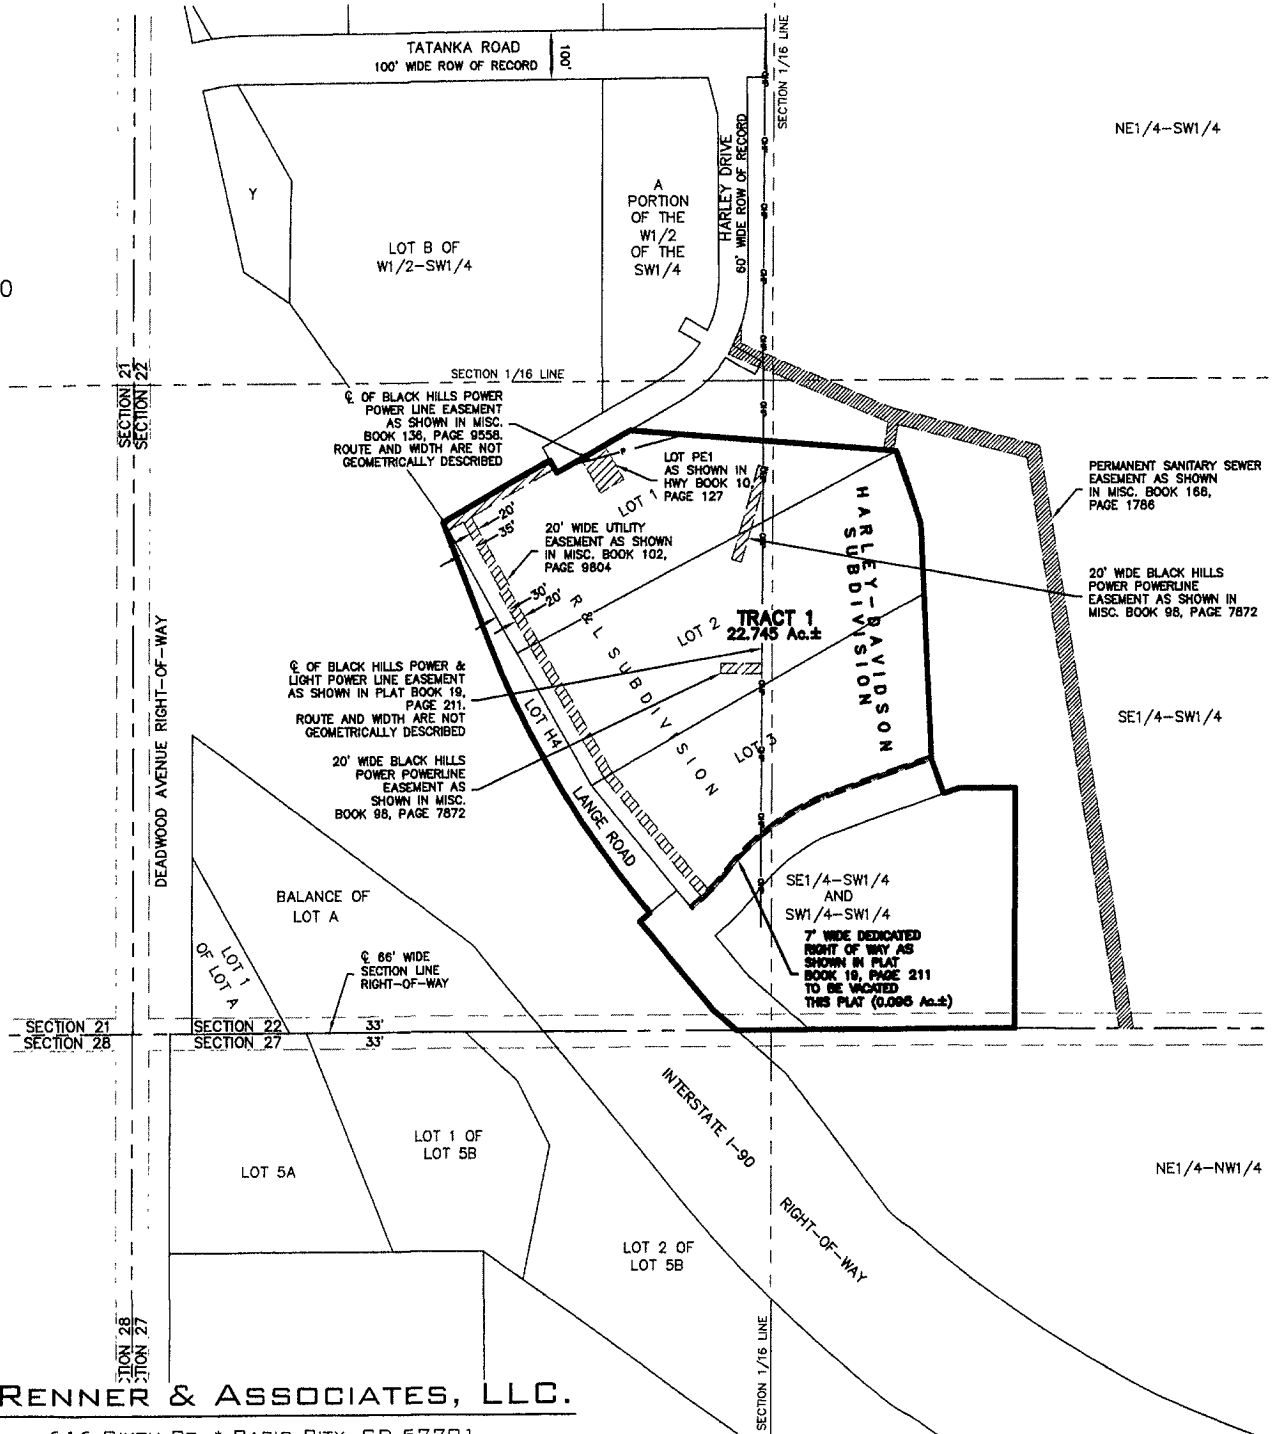 TATANKA ROAD
100' WIDE ROW OF RECORD
100'
SECTION 1/16 LINE
NE1/4-SW1/4
HARLEY DRIVE
60' WIDE ROW OF RECORD
Y
A
PORTION
OF THE
W1/2
OF THE
SW1/4
LOT B OF
W1/2-SW1/4
0
SECTION 21
SECTION 22
SECTION 1/16 LINE
℄ OF BLACK HILLS POWER
POWER LINE EASEMENT
AS SHOWN IN MISC.
BOOK 136, PAGE 9558.
ROUTE AND WIDTH ARE NOT
GEOMETRICALLY DESCRIBED
LOT PE1
AS SHOWN IN
HWY BOOK 10,
PAGE 127
LOT 1
PERMANENT SANITARY SEWER
EASEMENT AS SHOWN
IN MISC. BOOK 168,
PAGE 1786
20'
35'
20' WIDE UTILITY
EASEMENT AS SHOWN
IN MISC. BOOK 102,
PAGE 9804
30'
20'
HARLEY-DAVIDSON
SUBDIVISION
20' WIDE BLACK HILLS
POWER POWERLINE
EASEMENT AS SHOWN IN
MISC. BOOK 98, PAGE 7872
R&L SUBDIVISION
TRACT 1
22.745 Ac.±
LOT 2
DEADWOOD AVENUE RIGHT-OF-WAY
℄ OF BLACK HILLS POWER &
LIGHT POWER LINE EASEMENT
AS SHOWN IN PLAT BOOK 19,
PAGE 211.
ROUTE AND WIDTH ARE NOT
GEOMETRICALLY DESCRIBED
LOT H4
SE1/4-SW1/4
LOT 3
20' WIDE BLACK HILLS
POWER POWERLINE
EASEMENT AS
SHOWN IN MISC.
BOOK 98, PAGE 7872
LANGE ROAD
SE1/4-SW1/4
AND
SW1/4-SW1/4
BALANCE OF
LOT A
7' WIDE DEDICATED
RIGHT OF WAY AS
SHOWN IN PLAT
BOOK 19, PAGE 211
TO BE VACATED
THIS PLAT (0.095 Ac.±)
LOT 1
OF LOT A
℄ 66' WIDE
SECTION LINE
RIGHT-OF-WAY
SECTION 21
SECTION 22
33'
SECTION 28
SECTION 27
33'
INTERSTATE I-90
LOT 1 OF
LOT 5B
LOT 5A
NE1/4-NW1/4
RIGHT-OF-WAY
LOT 2 OF
LOT 5B
TION 28
TION 27
SECTION 1/16 LINE
RENNER & ASSOCIATES, LLC.